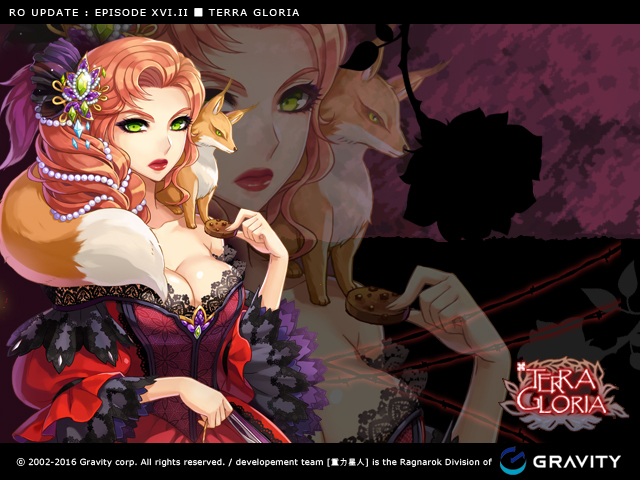 RO UPDATE : EPISODE XVI.II ■ TERRA GLORIA
TERRA
GLORIA
© 2002-2016 Gravity corp. All rights reserved. / developement team [重力星人] is the Ragnarok Division of GRAVITY